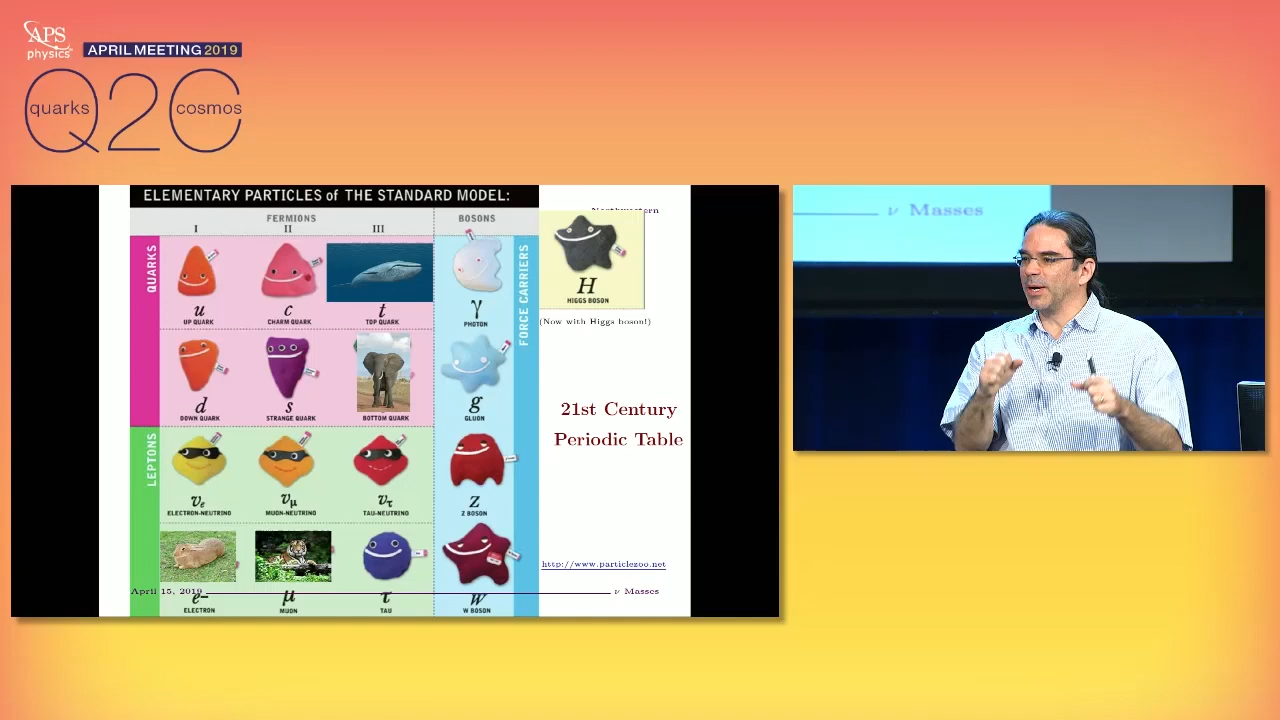 APS
physics
APRIL MEETING 2019
Q2C
quarks
cosmos
ELEMENTARY PARTICLES of THE STANDARD MODEL:
FERMIONS
BOSONS
I II III
QUARKS
u
UP QUARK
c
CHARM QUARK
t
TOP QUARK
γ
PHOTON
d
DOWN QUARK
s
STRANGE QUARK
BOTTOM QUARK
g
GLUON
FORCE CARRIERS
LEPTONS
νe
ELECTRON-NEUTRINO
νμ
MUON-NEUTRINO
ντ
TAU-NEUTRINO
Z
Z BOSON
e-
ELECTRON
μ
MUON
τ
TAU
W
W BOSON
Northwestern
H
HIGGS BOSON
(Now with Higgs boson!)
21st Century
Periodic Table
http://www.particlezoo.net
April 15, 2019
ν Masses
ν Masses